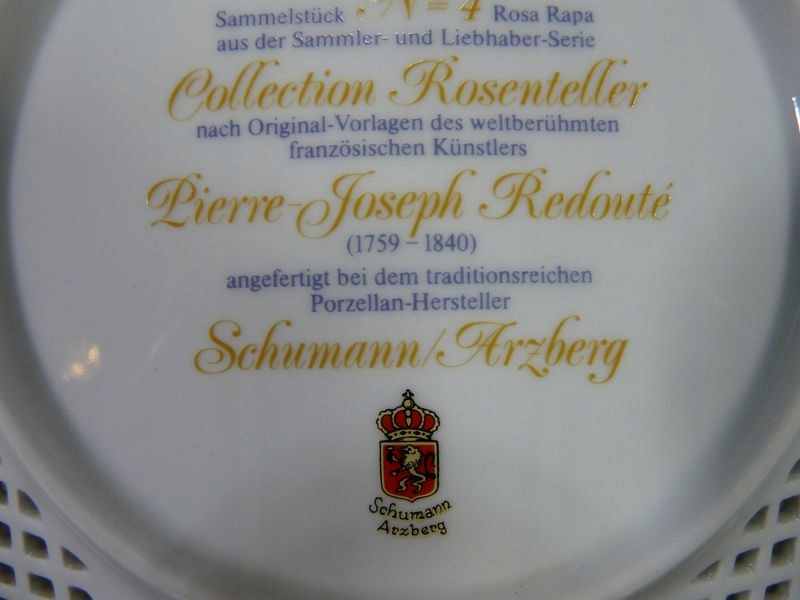 Sammelstück N=4 Rosa Rapa
aus der Sammler- und Liebhaber-Serie
Collection Rosenteller
nach Original-Vorlagen des weltberühmten
französischen Künstlers
Pierre-Joseph Redouté
(1759 – 1840)
angefertigt bei dem traditionsreichen
Porzellan-Hersteller
Schumann/Arzberg
Schumann
Arzberg